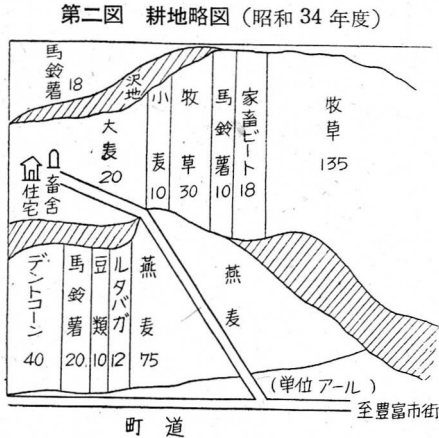 第二図 耕地略図（昭和34年度）
馬鈴薯 18
沢地
大麦 20
小麦 10
牧草 30
馬鈴薯 10
家畜ビート 18
牧草 135
住宅
畜舎
デントコーン 40
馬鈴薯 20
豆類 10
ルタバガ 12
燕麦 75
燕麦
（単位 アール）
至豊富市街
町道